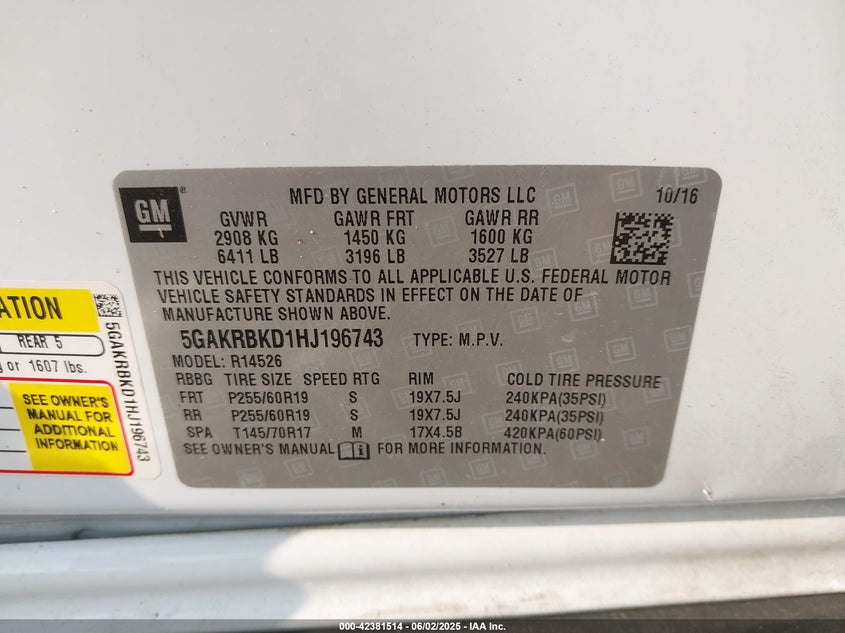 GM
MFD BY GENERAL MOTORS LLC 10/16
GVWR GAWR FRT GAWR RR
2908 KG 1450 KG 1600 KG
6411 LB 3196 LB 3527 LB
THIS VEHICLE CONFORMS TO ALL APPLICABLE U.S. FEDERAL MOTOR
VEHICLE SAFETY STANDARDS IN EFFECT ON THE DATE OF
MANUFACTURE SHOWN ABOVE.
5GAKRBKD1HJ196743 TYPE: M.P.V.
MODEL: R14526
RBBG TIRE SIZE SPEED RTG RIM COLD TIRE PRESSURE
FRT P255/60R19 S 19X7.5J 240KPA(35PSI)
RR P255/60R19 S 19X7.5J 240KPA(35PSI)
SPA T145/70R17 M 17X4.5B 420KPA(60PSI)
SEE OWNER'S MANUAL FOR MORE INFORMATION.
REAR 5
or 1607 lbs.
SEE OWNER'S
MANUAL FOR
ADDITIONAL
INFORMATION
5GAKRBKD1HJ196743
000-42381514 | 06/02/2025 - IAA Inc.